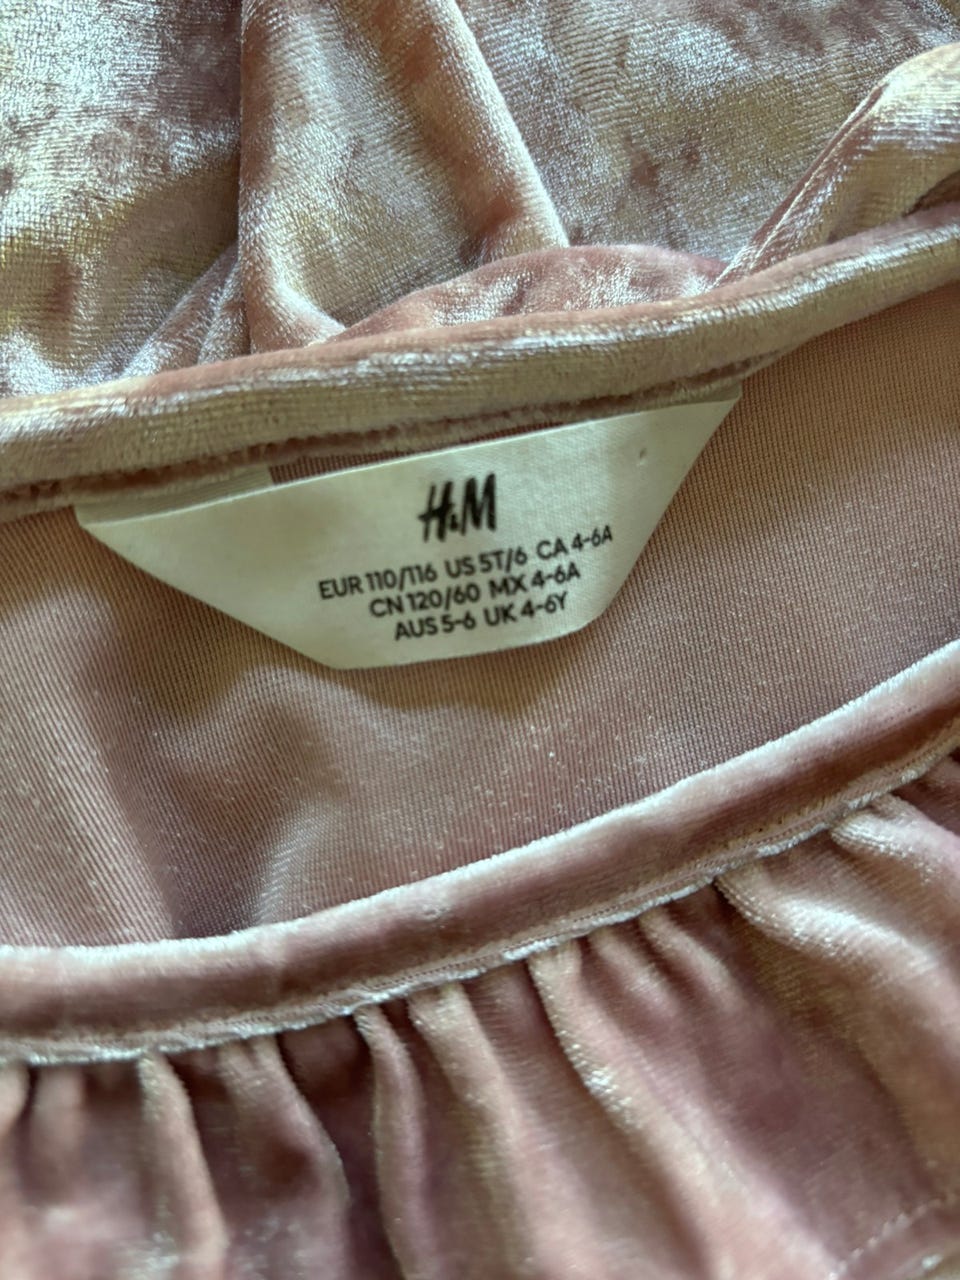 H&M
EUR 110/116 US 5T/6 CA 4-6A
CN 120/60 MX 4-6A
AUS 5-6 UK 4-6Y